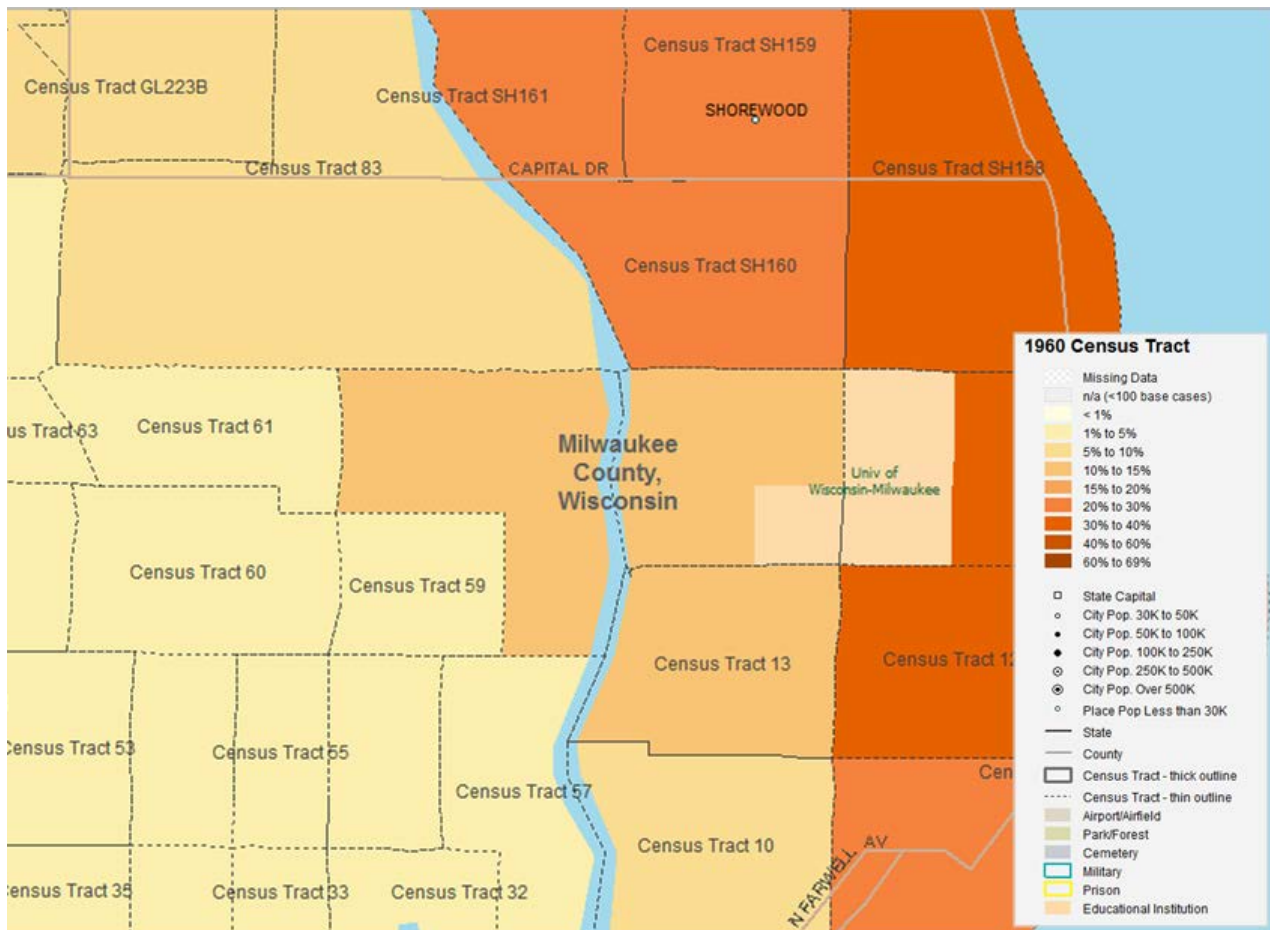 Census Tract SH159
Census Tract GL223B
Census Tract SH161
SHOREWOOD
Census Tract 83
CAPITAL DR
Census Tract SH158
Census Tract SH160
us Tract 63
Census Tract 61
Milwaukee
County,
Wisconsin
Univ of
Wisconsin-Milwaukee
Census Tract 60
Census Tract 59
Census Tract 13
Census Tract 12
Census Tract 53
Census Tract 55
Cen
Census Tract 57
Census Tract 10
N FARWELL AV
Census Tract 35
Census Tract 33
Census Tract 32
1960 Census Tract
Missing Data
n/a (<100 base cases)
< 1%
1% to 5%
5% to 10%
10% to 15%
15% to 20%
20% to 30%
30% to 40%
40% to 60%
60% to 69%
State Capital
City Pop. 30K to 50K
City Pop. 50K to 100K
City Pop. 100K to 250K
City Pop. 250K to 500K
City Pop. Over 500K
Place Pop Less than 30K
State
County
Census Tract - thick outline
Census Tract - thin outline
Airport/Airfield
Park/Forest
Cemetery
Military
Prison
Educational Institution